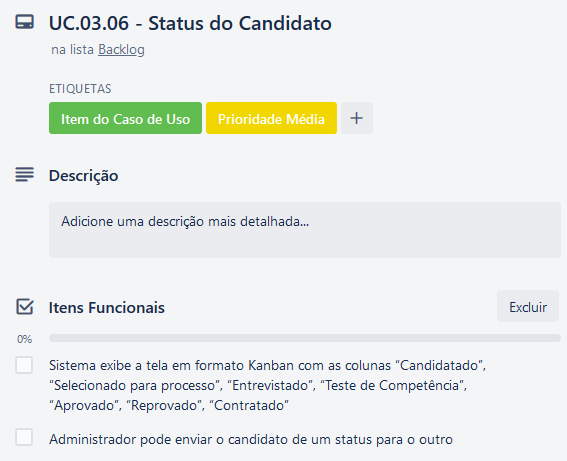 UC.03.06 - Status do Candidato
na lista Backlog
ETIQUETAS
Item do Caso de Uso Prioridade Média +
Descrição
Adicione uma descrição mais detalhada...
Itens Funcionais Excluir
0%
Sistema exibe a tela em formato Kanban com as colunas “Candidatado”,
“Selecionado para processo”, “Entrevistado”, “Teste de Competência”,
“Aprovado”, “Reprovado”, “Contratado”
Administrador pode enviar o candidato de um status para o outro